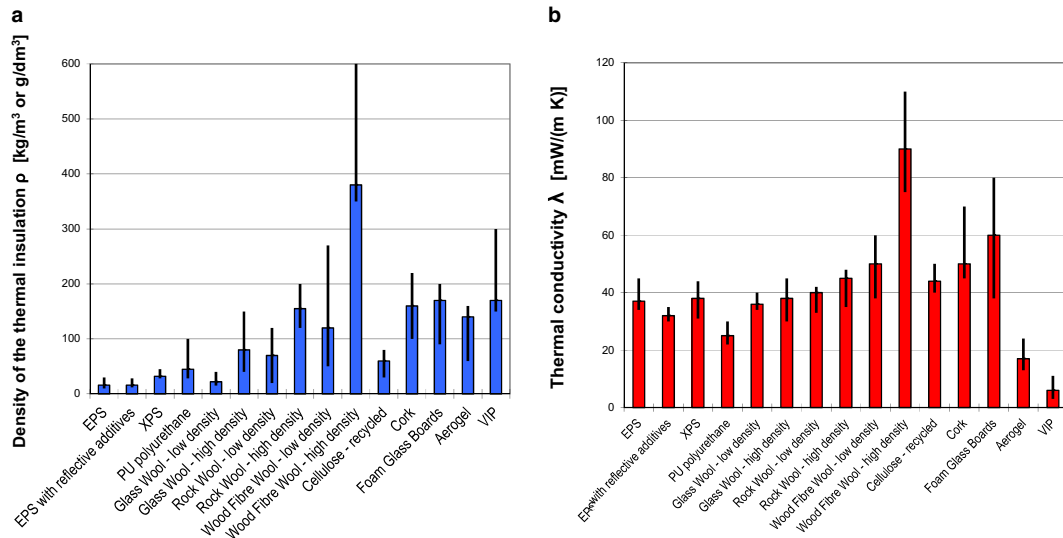 a
Density of the thermal insulation ρ [kg/m³ or g/dm³]
600
500
400
300
200
100
0
EPS
EPS with reflective additives
XPS
PU polyurethane
Glass Wool - low density
Glass Wool - high density
Rock Wool - low density
Rock Wool - high density
Wood Fibre Wool - low density
Wood Fibre Wool - high density
Cellulose - recycled
Cork
Foam Glass Boards
Aerogel
VIP
b
Thermal conductivity λ [mW/(m K)]
120
100
80
60
40
20
0
EPS
EPS with reflective additives
XPS
PU polyurethane
Glass Wool - low density
Glass Wool - high density
Rock Wool - low density
Rock Wool - high density
Wood Fibre Wool - low density
Wood Fibre Wool - high density
Cellulose - recycled
Cork
Foam Glass Boards
Aerogel
VIP